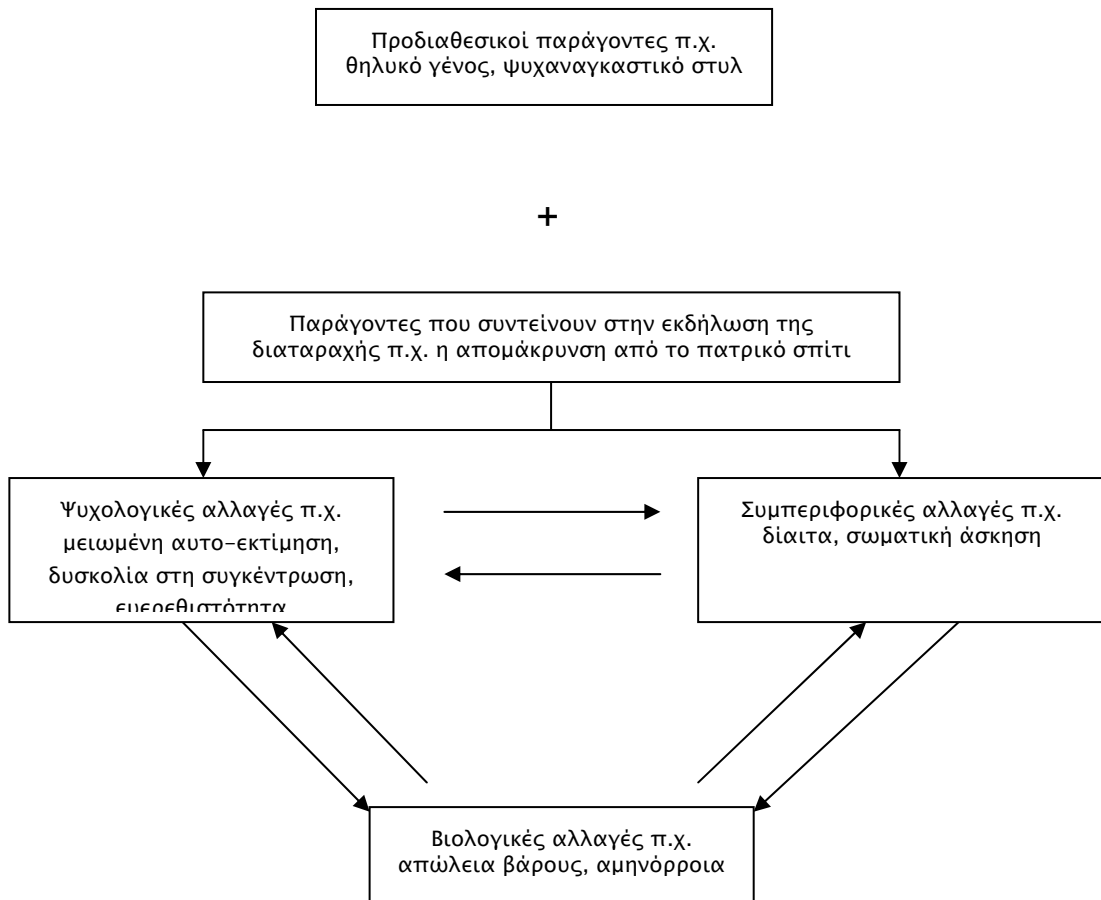 Προδιαθεσικοί παράγοντες π.χ.
θηλυκό γένος, ψυχαναγκαστικό στυλ
+
Παράγοντες που συντείνουν στην εκδήλωση της
διαταραχής π.χ. η απομάκρυνση από το πατρικό σπίτι
Ψυχολογικές αλλαγές π.χ.
μειωμένη αυτο-εκτίμηση,
δυσκολία στη συγκέντρωση,
ευερεθιστότητα
Συμπεριφορικές αλλαγές π.χ.
δίαιτα, σωματική άσκηση
Βιολογικές αλλαγές π.χ.
απώλεια βάρους, αμηνόρροια